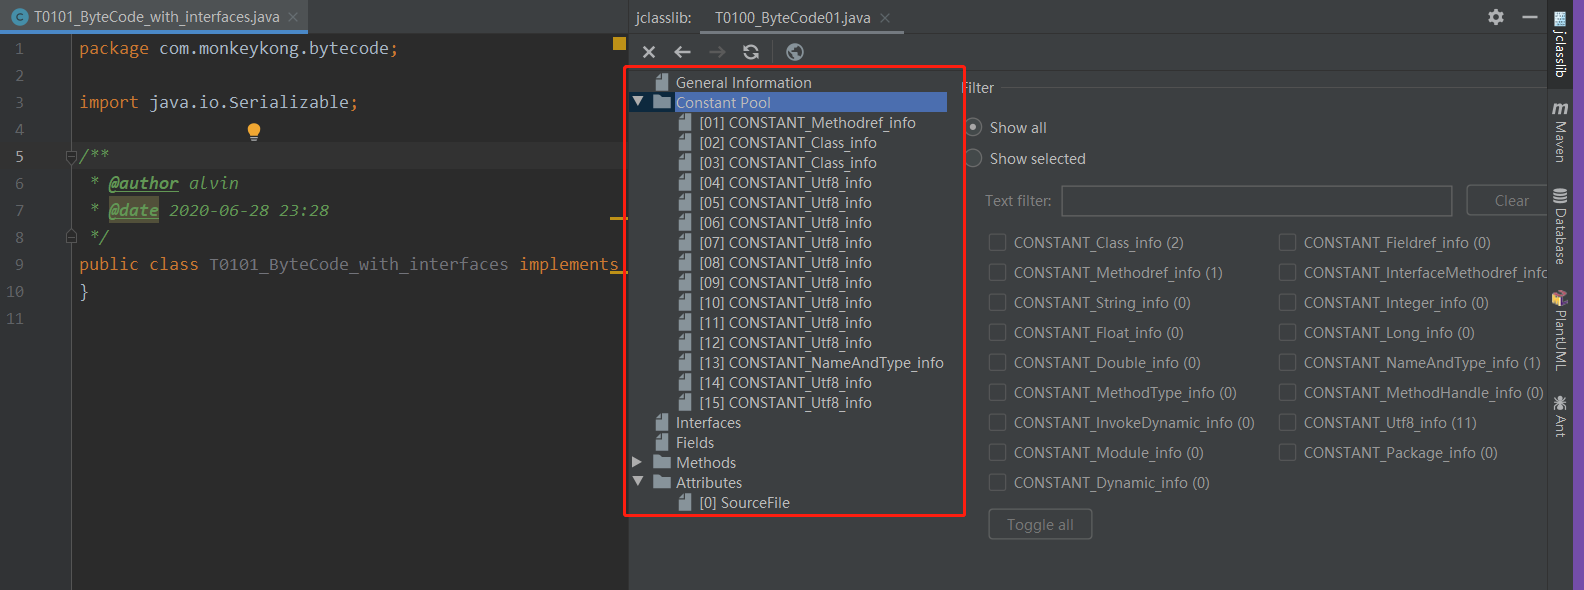 T0101_ByteCode_with_interfaces.java
1 package com.monkeykong.bytecode;
2
3 import java.io.Serializable;
4
5 /**
6 * @author alvin
7 * @date 2020-06-28 23:28
8 */
9 public class T0101_ByteCode_with_interfaces implements
10 }
11
jclasslib: T0100_ByteCode01.java
General Information
Constant Pool
[01] CONSTANT_Methodref_info
[02] CONSTANT_Class_info
[03] CONSTANT_Class_info
[04] CONSTANT_Utf8_info
[05] CONSTANT_Utf8_info
[06] CONSTANT_Utf8_info
[07] CONSTANT_Utf8_info
[08] CONSTANT_Utf8_info
[09] CONSTANT_Utf8_info
[10] CONSTANT_Utf8_info
[11] CONSTANT_Utf8_info
[12] CONSTANT_Utf8_info
[13] CONSTANT_NameAndType_info
[14] CONSTANT_Utf8_info
[15] CONSTANT_Utf8_info
Interfaces
Fields
Methods
Attributes
[0] SourceFile
Filter
Show all
Show selected
Text filter: Clear
CONSTANT_Class_info (2) CONSTANT_Fieldref_info (0)
CONSTANT_Methodref_info (1) CONSTANT_InterfaceMethodref_info
CONSTANT_String_info (0) CONSTANT_Integer_info (0)
CONSTANT_Float_info (0) CONSTANT_Long_info (0)
CONSTANT_Double_info (0) CONSTANT_NameAndType_info (1)
CONSTANT_MethodType_info (0) CONSTANT_MethodHandle_info (0)
CONSTANT_InvokeDynamic_info (0) CONSTANT_Utf8_info (11)
CONSTANT_Module_info (0) CONSTANT_Package_info (0)
CONSTANT_Dynamic_info (0)
Toggle all
jclasslib
Maven
Database
PlantUML
Ant